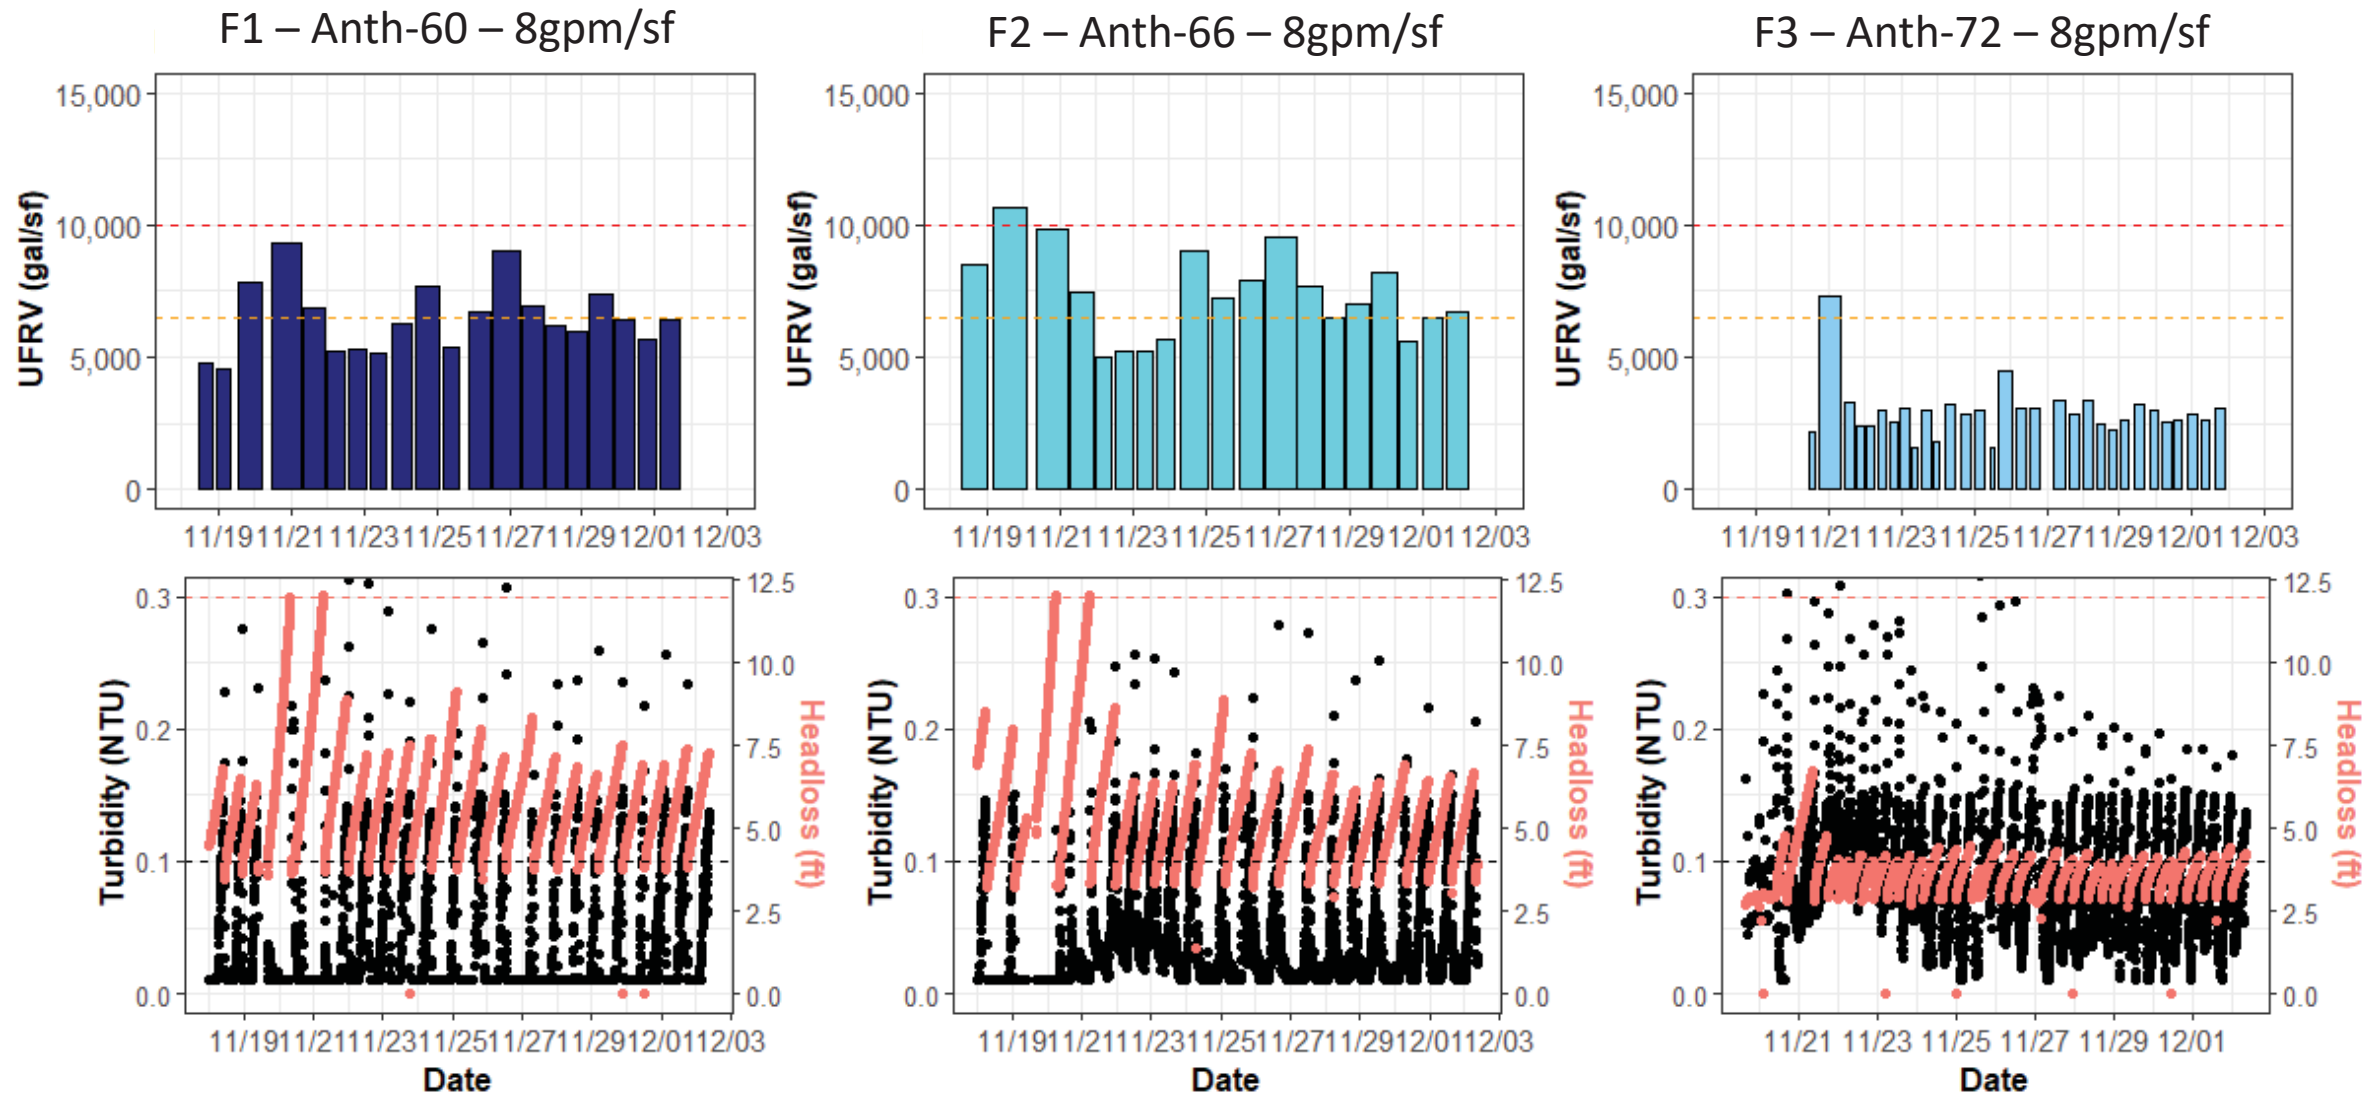 F1 – Anth-60 – 8gpm/sf
F2 – Anth-66 – 8gpm/sf
F3 – Anth-72 – 8gpm/sf
UFRV (gal/sf)
15,000
10,000
5,000
0
11/19 11/21 11/23 11/25 11/27 11/29 12/01 12/03
UFRV (gal/sf)
15,000
10,000
5,000
0
11/19 11/21 11/23 11/25 11/27 11/29 12/01 12/03
UFRV (gal/sf)
15,000
10,000
5,000
0
11/19 11/21 11/23 11/25 11/27 11/29 12/01 12/03
Turbidity (NTU)
0.3
0.2
0.1
0.0
12.5
10.0
7.5
5.0
2.5
0.0
Headloss (ft)
11/19 11/21 11/23 11/25 11/27 11/29 12/01 12/03
Date
Turbidity (NTU)
0.3
0.2
0.1
0.0
12.5
10.0
7.5
5.0
2.5
0.0
Headloss (ft)
11/19 11/21 11/23 11/25 11/27 11/29 12/01 12/03
Date
Turbidity (NTU)
0.3
0.2
0.1
0.0
12.5
10.0
7.5
5.0
2.5
0.0
Headloss (ft)
11/21 11/23 11/25 11/27 11/29 12/01
Date